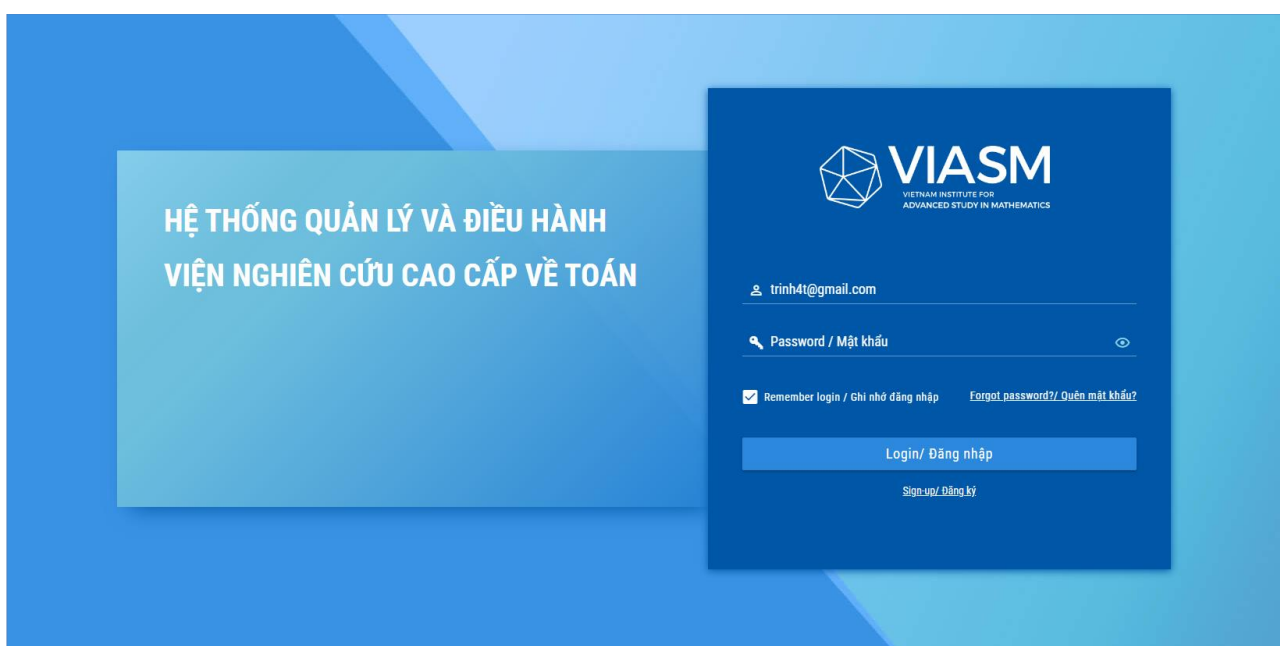 HỆ THỐNG QUẢN LÝ VÀ ĐIỀU HÀNH
VIỆN NGHIÊN CỨU CAO CẤP VỀ TOÁN
VIASM
VIETNAM INSTITUTE FOR
ADVANCED STUDY IN MATHEMATICS
trinh4t@gmail.com
Password / Mật khẩu
Remember login / Ghi nhớ đăng nhập
Forgot password?/ Quên mật khẩu?
Login/ Đăng nhập
Sign-up/ Đăng ký